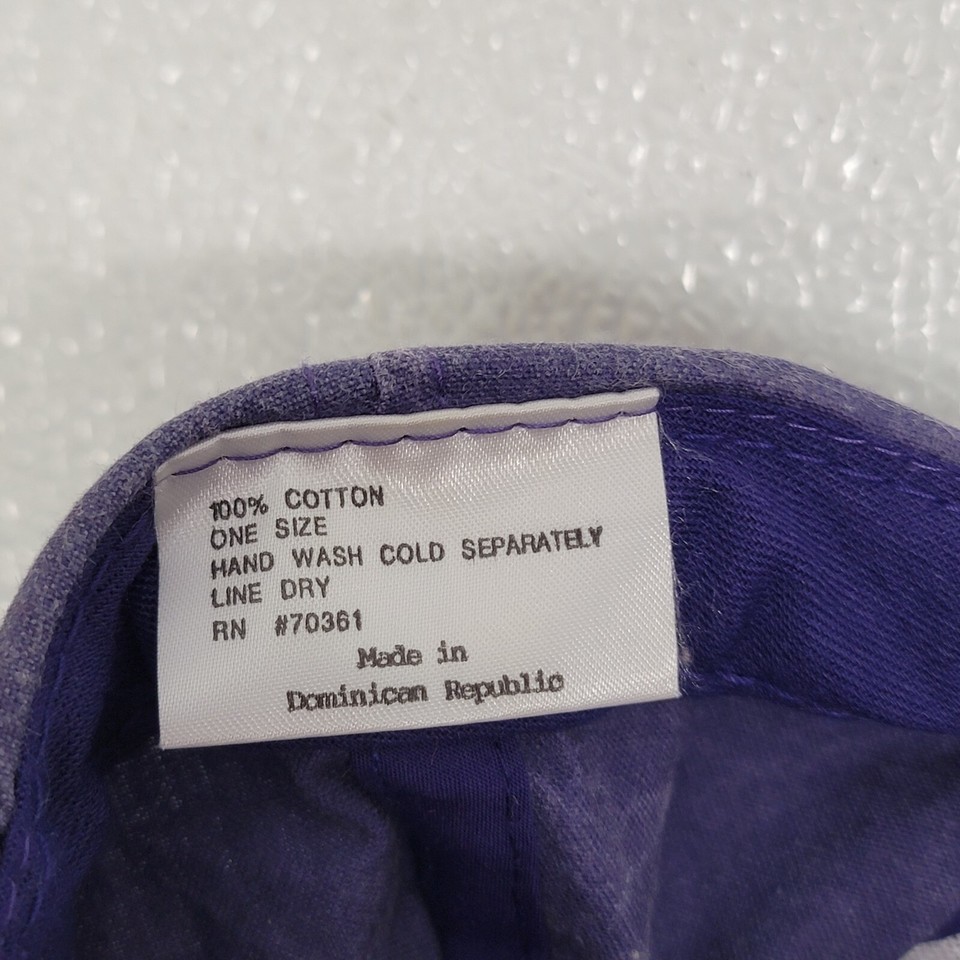 100% COTTON
ONE SIZE
HAND WASH COLD SEPARATELY
LINE DRY
RN #70361
Made in
Dominican Republic